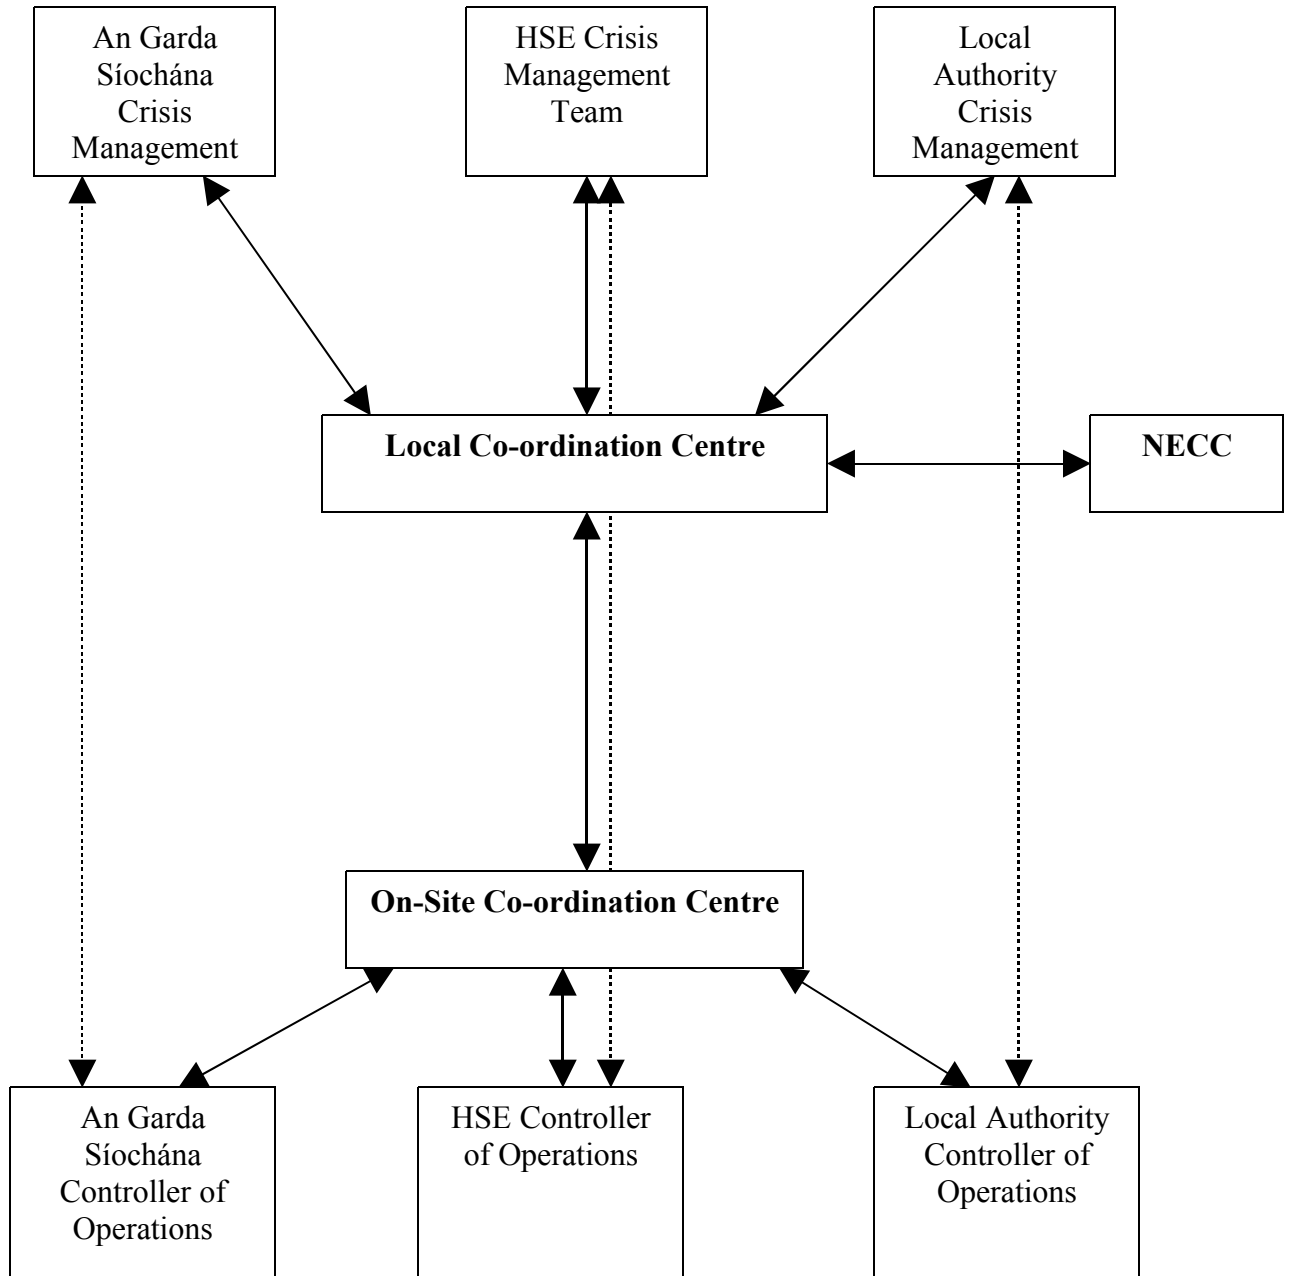 An Garda
Síochána
Crisis
Management
HSE Crisis
Management
Team
Local
Authority
Crisis
Management
Local Co-ordination Centre
NECC
On-Site Co-ordination Centre
An Garda
Síochána
Controller of
Operations
HSE Controller
of Operations
Local Authority
Controller of
Operations